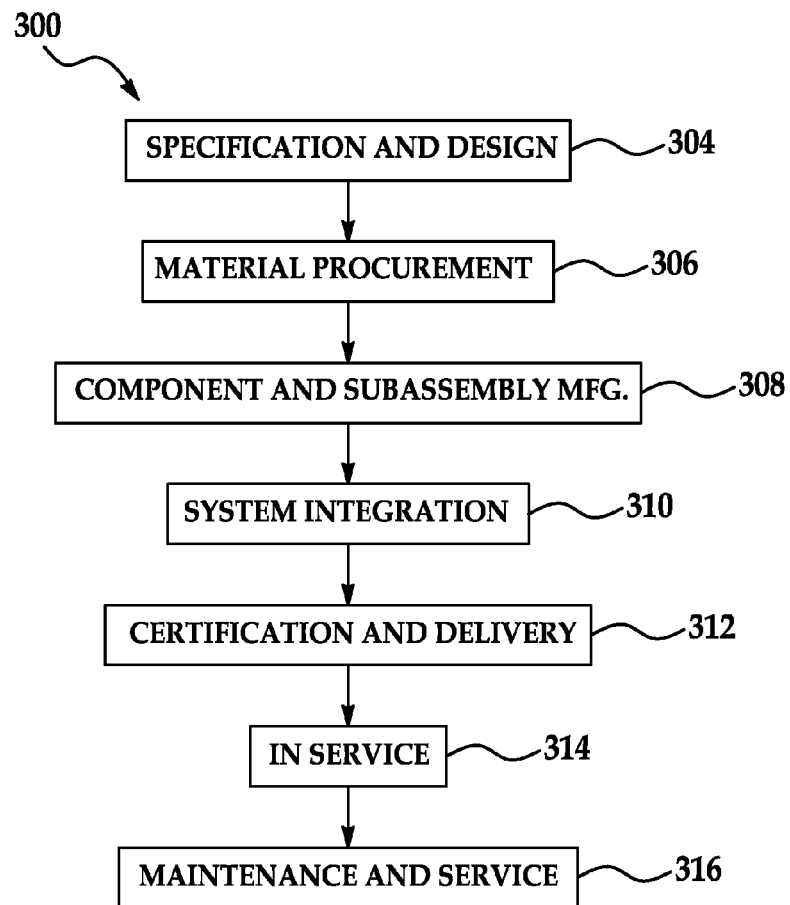 300
SPECIFICATION AND DESIGN 304
MATERIAL PROCUREMENT 306
COMPONENT AND SUBASSEMBLY MFG. 308
SYSTEM INTEGRATION 310
CERTIFICATION AND DELIVERY 312
IN SERVICE 314
MAINTENANCE AND SERVICE 316